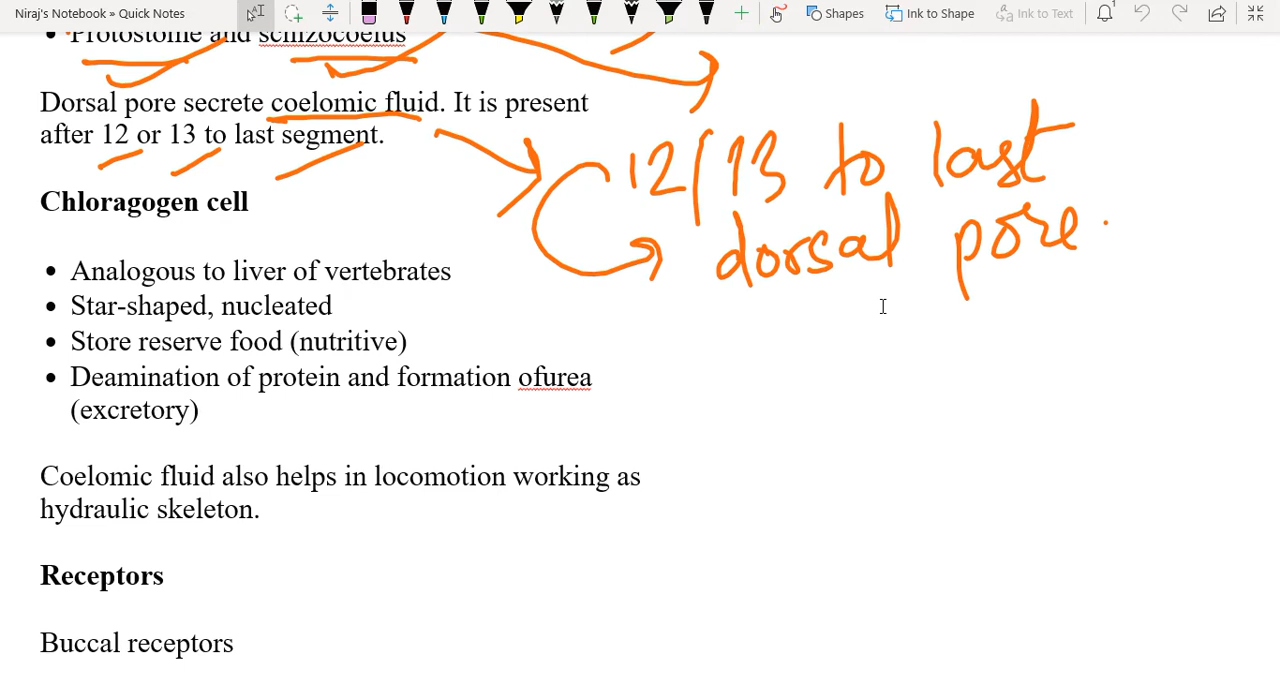 Niraj's Notebook » Quick Notes
Shapes
Ink to Shape
Ink to Text
Protostome and schizocoelus
Dorsal pore secrete coelomic fluid. It is present
after 12 or 13 to last segment.
12/13 to last
dorsal pore.
Chloragogen cell
Analogous to liver of vertebrates
Star-shaped, nucleated
Store reserve food (nutritive)
Deamination of protein and formation ofurea
(excretory)
Coelomic fluid also helps in locomotion working as
hydraulic skeleton.
Receptors
Buccal receptors